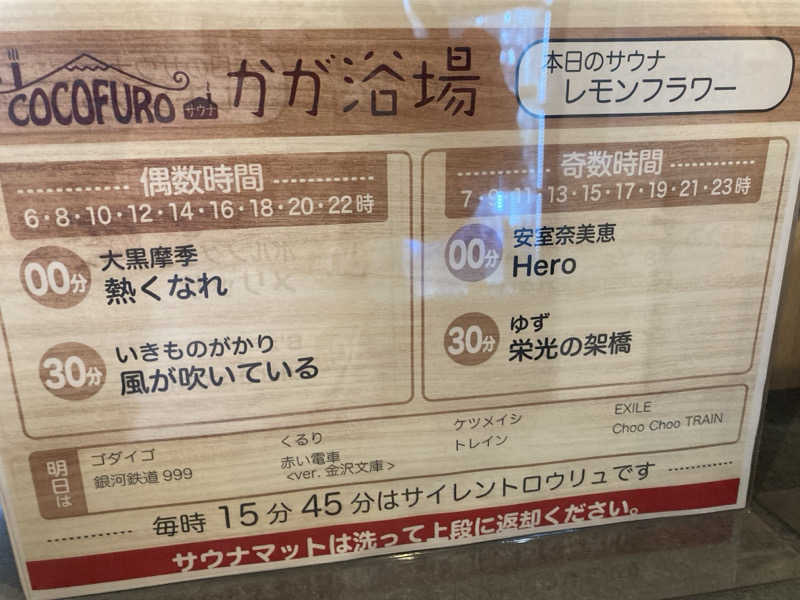 COCOFURO サウナ かが浴場
本日のサウナ
レモンフラワー
偶数時間
6・8・10・12・14・16・18・20・22時
00分
大黒摩季
熱くなれ
30分
いきものがかり
風が吹いている
奇数時間
7・9・11・13・15・17・19・21・23時
00分
安室奈美恵
Hero
30分
ゆず
栄光の架橋
明日は
ゴダイゴ
銀河鉄道999
くるり
赤い電車
<ver. 金沢文庫>
ケツメイシ
トレイン
EXILE
Choo Choo TRAIN
毎時 15分 45分はサイレントロウリュです
サウナマットは洗って上段に返却ください。